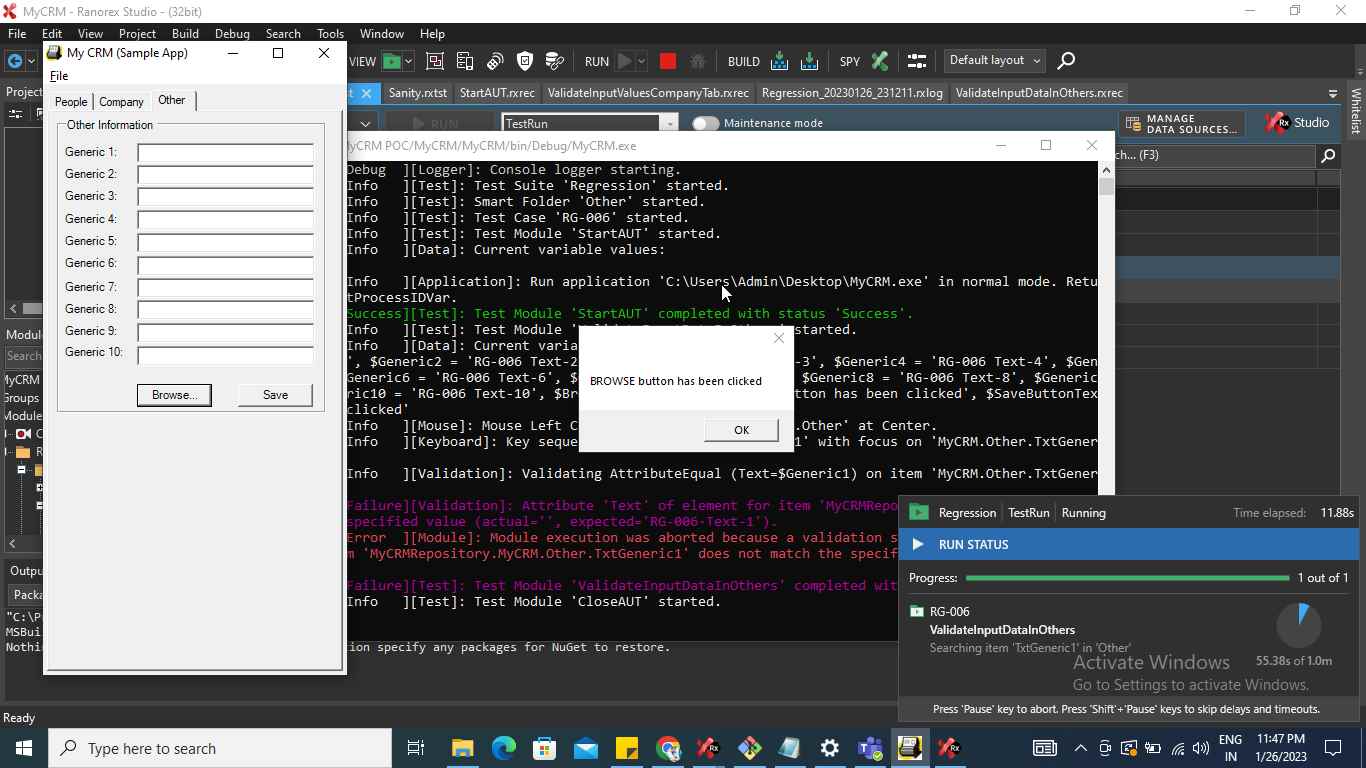 MyCRM - Ranorex Studio - (32bit)
File Edit View Project Build Debug Search Tools Window Help
My CRM (Sample App)
VIEW RUN BUILD SPY Default layout
File
Projec
Sanity.rxtst StartAUT.rxrec ValidateInputValuesCompanyTab.rxrec Regression_20230126_231211.rxlog ValidateInputDataInOthers.rxrec
Whitelist
People Company Other
RUN TestRun Maintenance mode
MANAGE DATA SOURCES...
Studio
Other Information
Generic 1:
Generic 2:
Generic 3:
Generic 4:
Generic 5:
Generic 6:
Generic 7:
Generic 8:
Generic 9:
Generic 10:
Browse... Save
MyCRM POC/MyCRM/MyCRM/bin/Debug/MyCRM.exe
ch... (F3)
Debug ][Logger]: Console logger starting.
Info ][Test]: Test Suite 'Regression' started.
Info ][Test]: Smart Folder 'Other' started.
Info ][Test]: Test Case 'RG-006' started.
Info ][Test]: Test Module 'StartAUT' started.
Info ][Data]: Current variable values:
Info ][Application]: Run application 'C:\Users\Admin\Desktop\MyCRM.exe' in normal mode. Retu
tProcessIDVar.
Success][Test]: Test Module 'StartAUT' completed with status 'Success'.
Info ][Test]: Test Module started.
Info ][Data]: Current varia
', $Generic2 = 'RG-006 Text-2 -3', $Generic4 = 'RG-006 Text-4', $Gen
Generic6 = 'RG-006 Text-6', $ $Generic8 = 'RG-006 Text-8', $Generic
ric10 = 'RG-006 Text-10', $Br tton has been clicked', $SaveButtonTex
clicked'
Info ][Mouse]: Mouse Left C .Other' at Center.
Info ][Keyboard]: Key seque 1' with focus on 'MyCRM.Other.TxtGener
Info ][Validation]: Validating AttributeEqual (Text=$Generic1) on item 'MyCRM.Other.TxtGener
Failure][Validation]: Attribute 'Text' of element for item 'MyCRMRepo
specified value (actual='', expected='RG-006-Text-1').
Error ][Module]: Module execution was aborted because a validation s
m 'MyCRMRepository.MyCRM.Other.TxtGeneric1' does not match the specif
Failure][Test]: Test Module 'ValidateInputDataInOthers' completed wit
Info ][Test]: Test Module 'CloseAUT' started.
BROWSE button has been clicked
OK
Modul
Search
MyCRM
Groups
Module
Outpu
Packa
"C:\P
MSBui
Nothi
ion specify any packages for NuGet to restore.
Regression TestRun Running Time elapsed: 11.88s
RUN STATUS
Progress: 1 out of 1
RG-006
ValidateInputDataInOthers
Searching item 'TxtGeneric1' in 'Other'
55.38s of 1.0m
Activate Windows
Go to Settings to activate Windows.
Press 'Pause' key to abort. Press 'Shift'+'Pause' keys to skip delays and timeouts.
Ready
Type here to search
ENG
IN
11:47 PM
1/26/2023